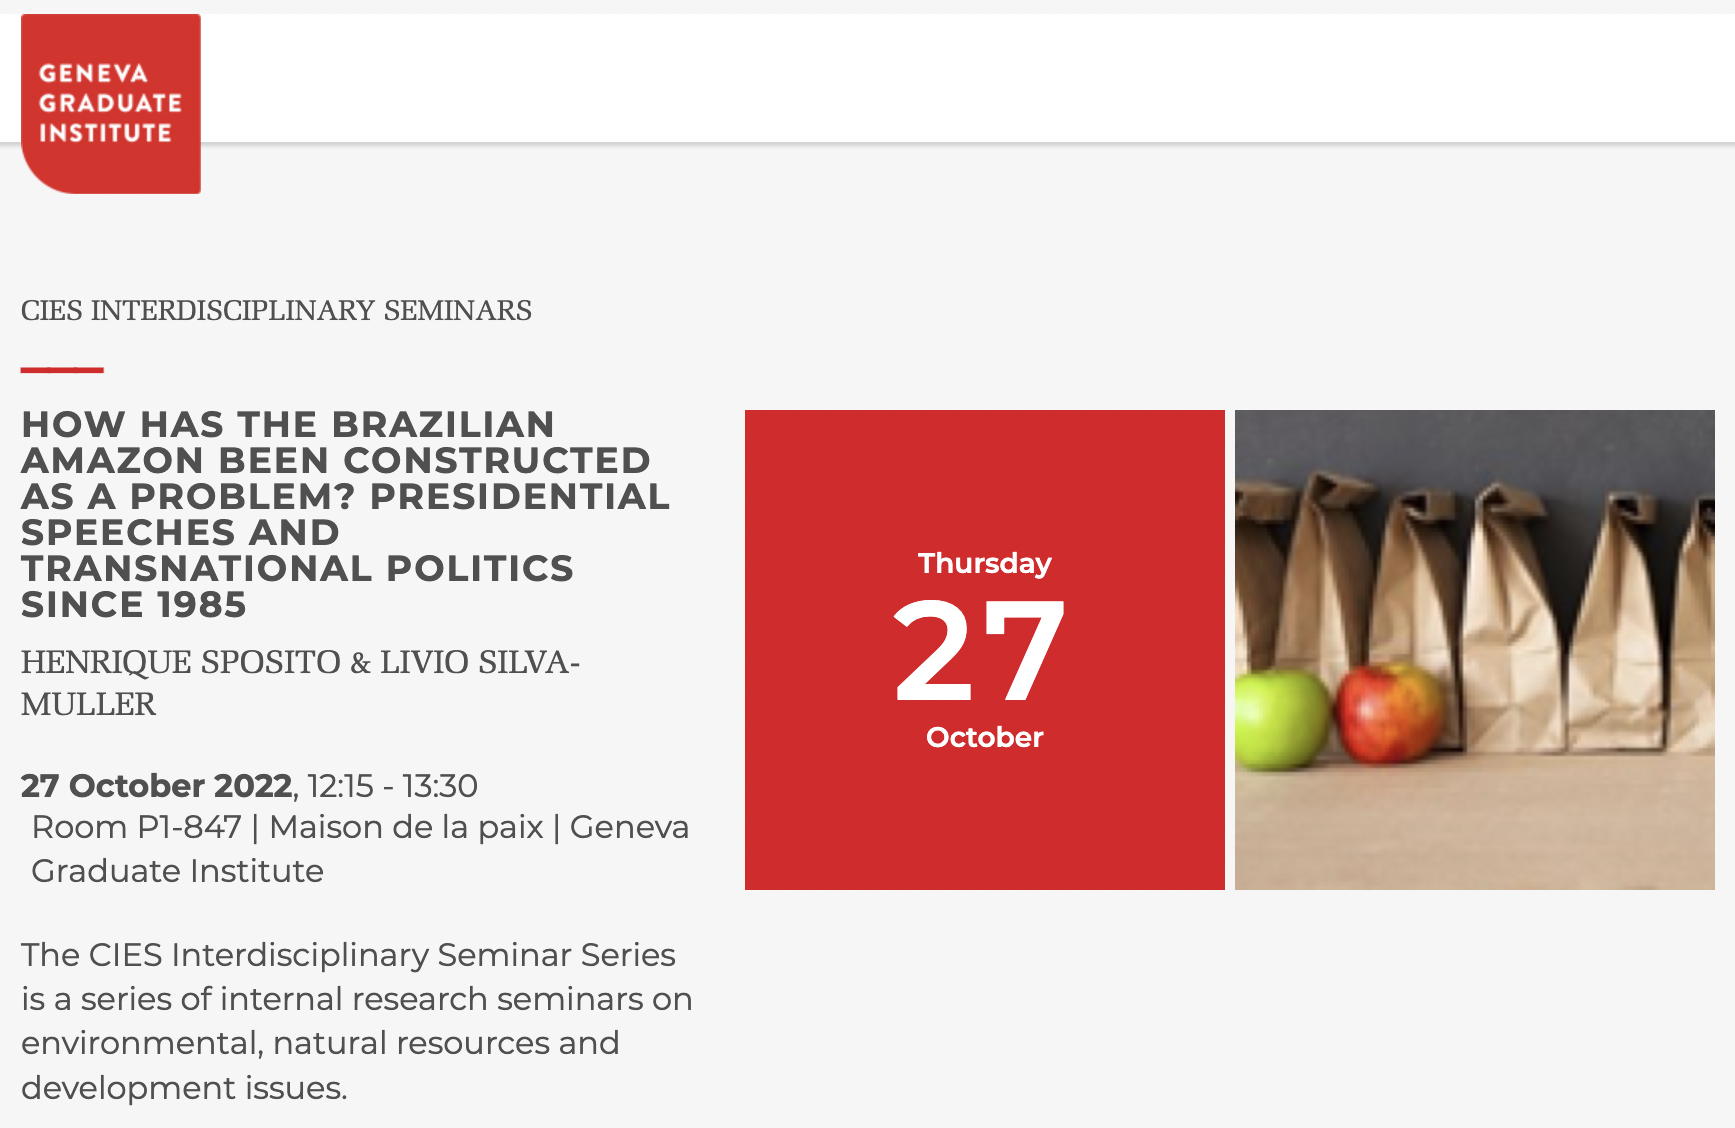 GENEVA
GRADUATE
INSTITUTE
CIES INTERDISCIPLINARY SEMINARS
HOW HAS THE BRAZILIAN
AMAZON BEEN CONSTRUCTED
AS A PROBLEM? PRESIDENTIAL
SPEECHES AND
TRANSNATIONAL POLITICS
SINCE 1985
HENRIQUE SPOSITO & LIVIO SILVA-
MULLER
27 October 2022, 12:15 - 13:30
Room P1-847 | Maison de la paix | Geneva
Graduate Institute
The CIES Interdisciplinary Seminar Series
is a series of internal research seminars on
environmental, natural resources and
development issues.
Thursday
27
October